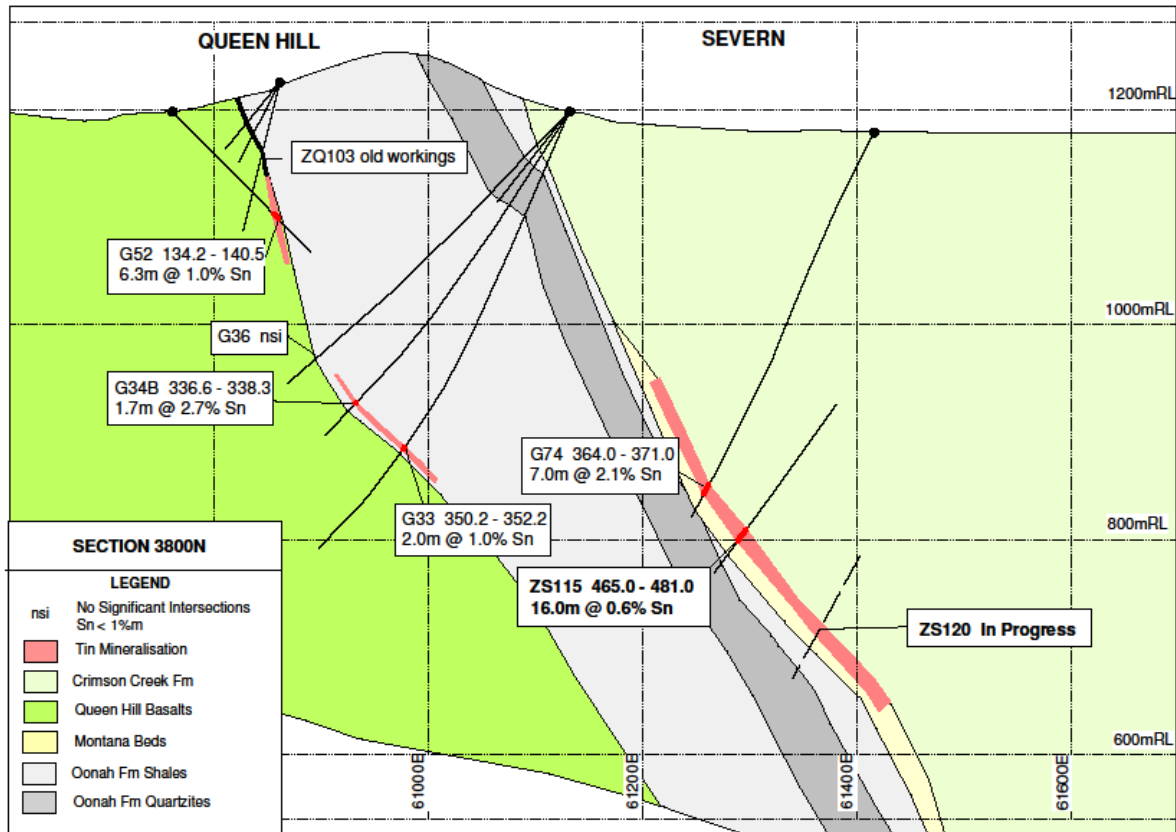 QUEEN HILL
SEVERN
1200mRL
ZQ103 old workings
G52 134.2 - 140.5
6.3m @ 1.0% Sn
1000mRL
G36 nsi
G34B 336.6 - 338.3
1.7m @ 2.7% Sn
G74 364.0 - 371.0
7.0m @ 2.1% Sn
G33 350.2 - 352.2
2.0m @ 1.0% Sn
800mRL
ZS115 465.0 - 481.0
16.0m @ 0.6% Sn
ZS120 In Progress
600mRL
61000E
61200E
61400E
61600E
SECTION 3800N
LEGEND
nsi No Significant Intersections
Sn < 1%m
Tin Mineralisation
Crimson Creek Fm
Queen Hill Basalts
Montana Beds
Oonah Fm Shales
Oonah Fm Quartzites